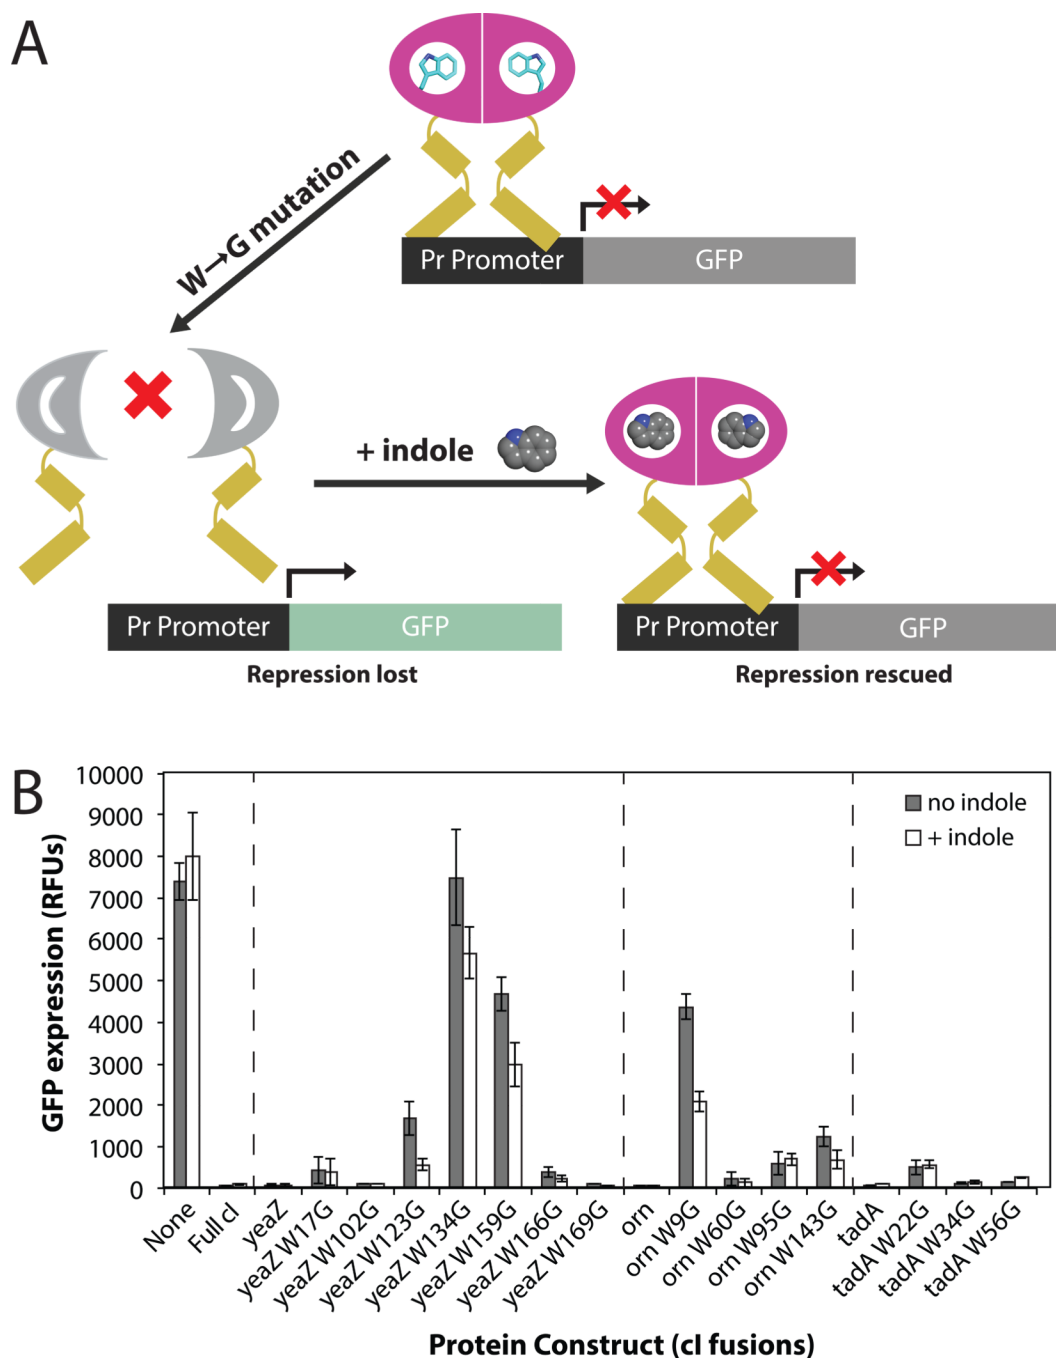 A
W→G mutation
Pr Promoter GFP
+ indole
Pr Promoter GFP
Pr Promoter GFP
Repression lost
Repression rescued
B
GFP expression (RFUs)
10000
9000
8000
7000
6000
5000
4000
3000
2000
1000
0
no indole
+ indole
None
Full cI
yeaZ
yeaZ W17G
yeaZ W102G
yeaZ W123G
yeaZ W134G
yeaZ W159G
yeaZ W166G
yeaZ W169G
orn
orn W9G
orn W60G
orn W95G
orn W143G
tadA
tadA W22G
tadA W34G
tadA W56G
Protein Construct (cI fusions)